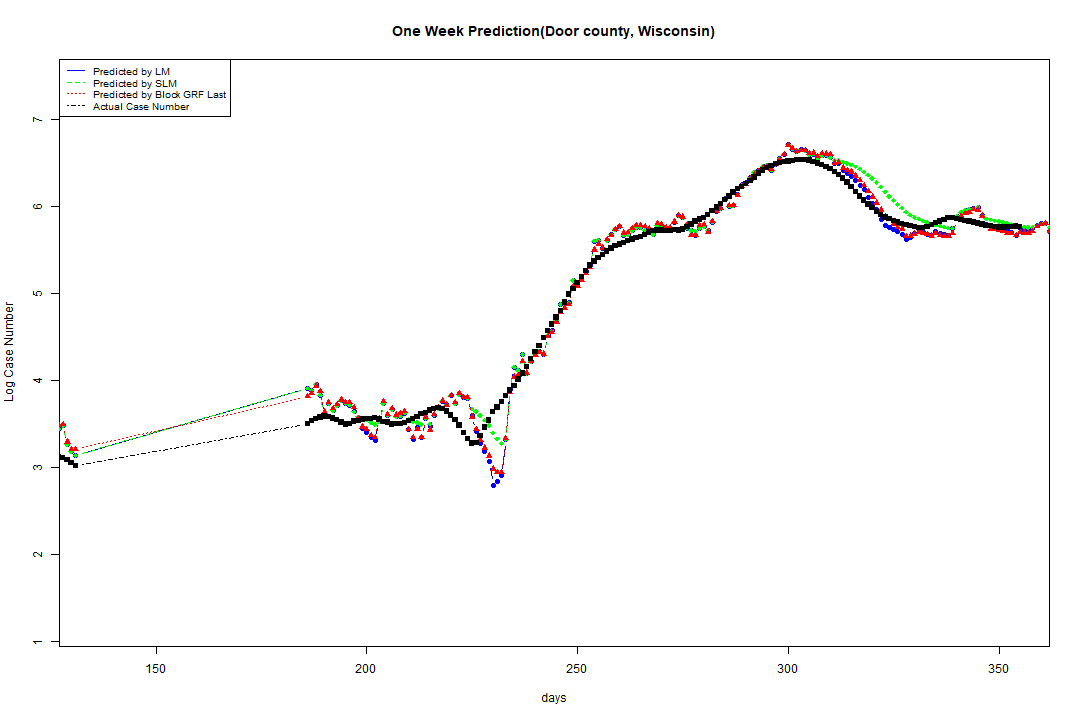 One Week Prediction(Door county, Wisconsin)
Predicted by LM
Predicted by SLM
Predicted by Block GRF Last
Actual Case Number
7
6
5
4
3
2
1
Log Case Number
150 200 250 300 350
days